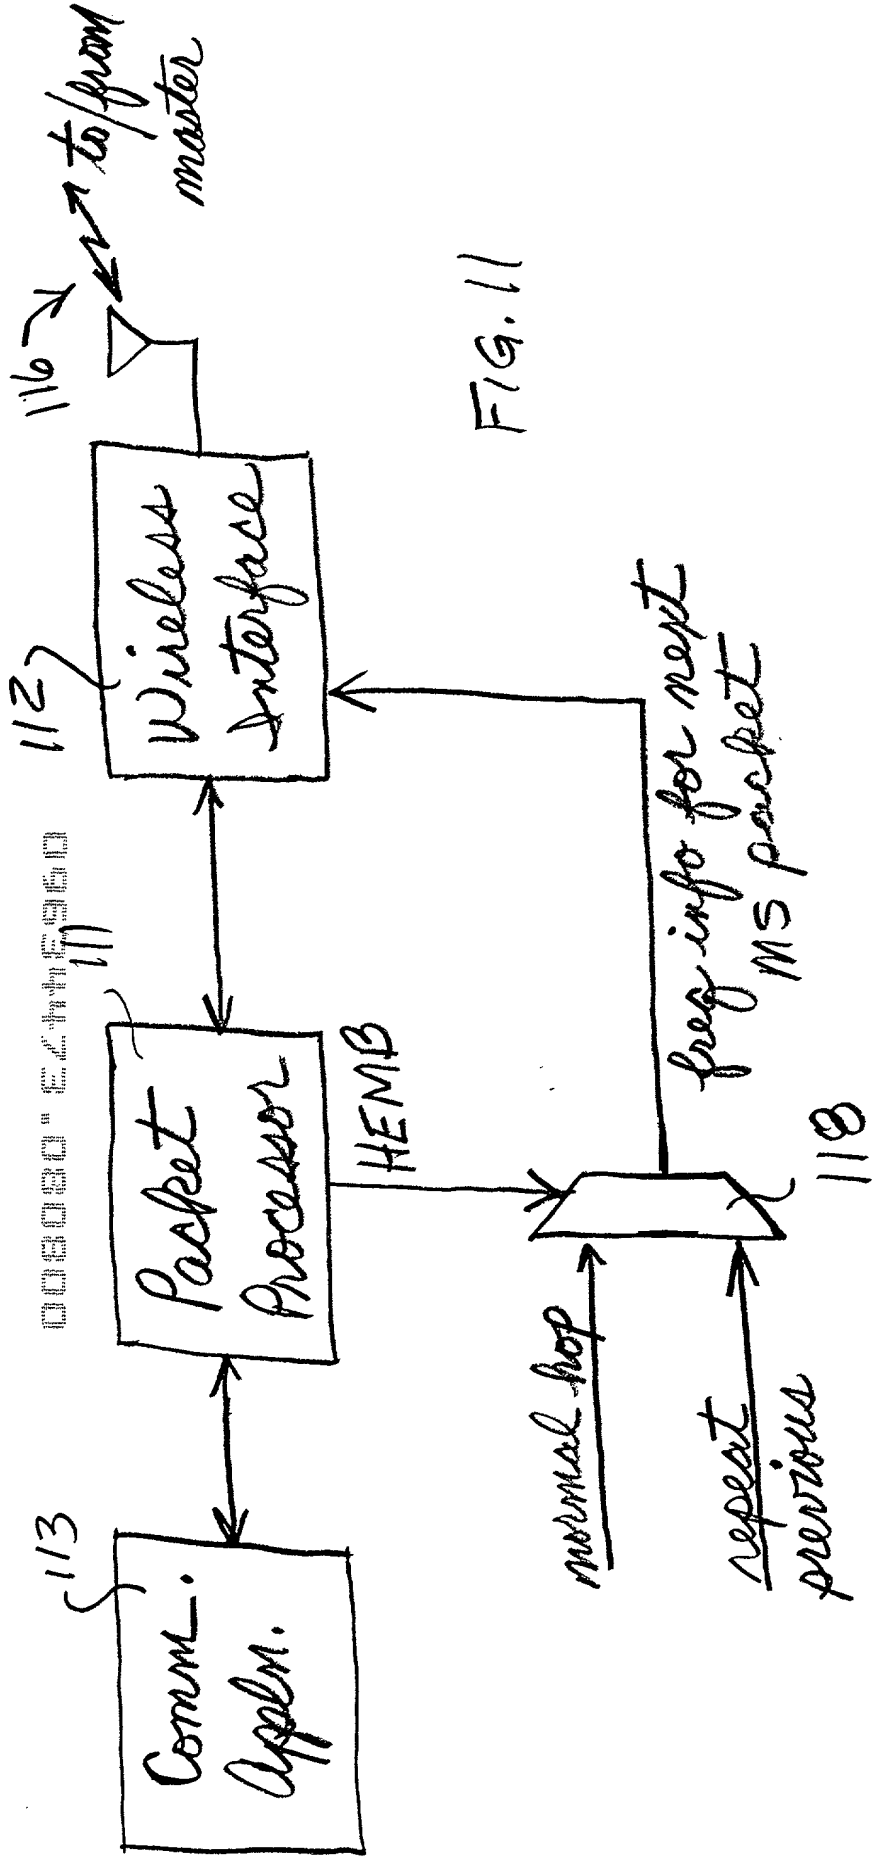 113
Comm.
Appln.
111
Packet
Processor
112
Wireless
Interface
116
to/from
master
HEMB
normal hop
repeat
previous
118
freq info for next
MS packet
FIG. 11